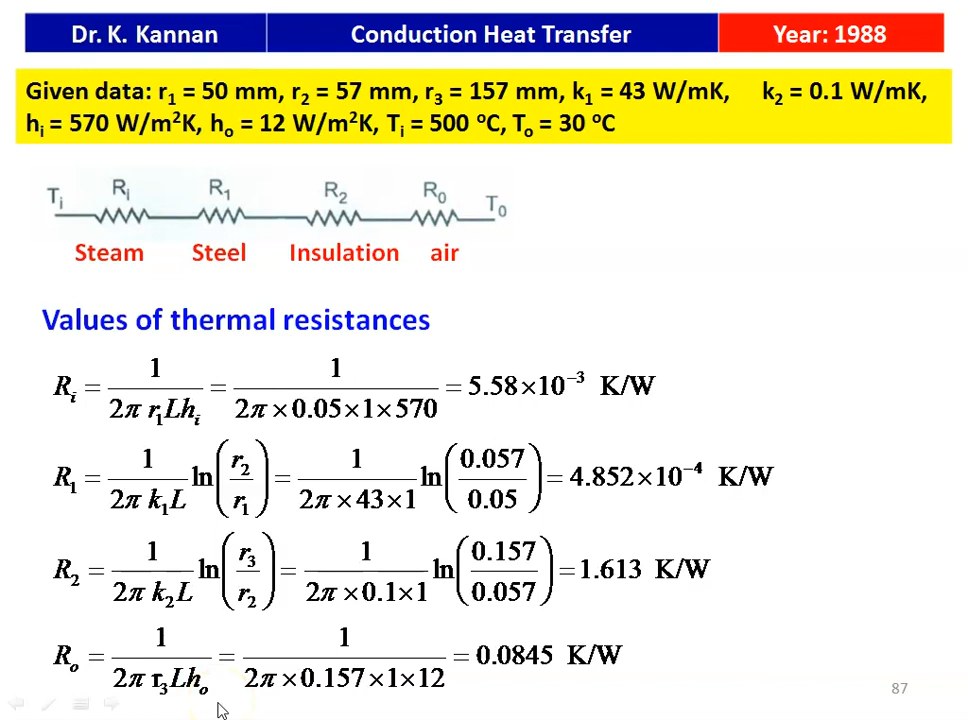 Dr. K. Kannan Conduction Heat Transfer Year: 1988
Given data: r₁ = 50 mm, r₂ = 57 mm, r₃ = 157 mm, k₁ = 43 W/mK, k₂ = 0.1 W/mK,
hᵢ = 570 W/m²K, hₒ = 12 W/m²K, Tᵢ = 500 ᵒC, Tₒ = 30 ᵒC
Tᵢ Rᵢ R₁ R₂ R₀ T₀
Steam Steel Insulation air
Values of thermal resistances
Rᵢ = 1/(2π r₁Lhᵢ) = 1/(2π × 0.05 × 1 × 570) = 5.58 × 10⁻³ K/W
R₁ = 1/(2π k₁L) ln(r₂/r₁) = 1/(2π × 43 × 1) ln(0.057/0.05) = 4.852 × 10⁻⁴ K/W
R₂ = 1/(2π k₂L) ln(r₃/r₂) = 1/(2π × 0.1 × 1) ln(0.157/0.057) = 1.613 K/W
Rₒ = 1/(2π r₃Lhₒ) = 1/(2π × 0.157 × 1 × 12) = 0.0845 K/W
87